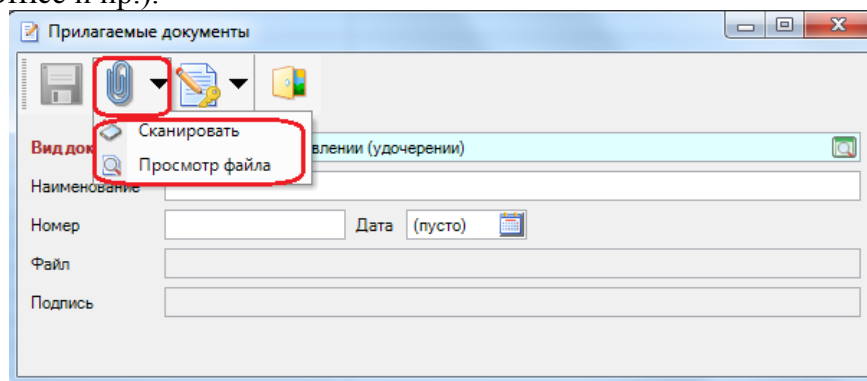 Прилагаемые документы
Сканировать
Вид док влении (удочерении)
Просмотр файла
Наименование
Номер Дата (пусто)
Файл
Подпись